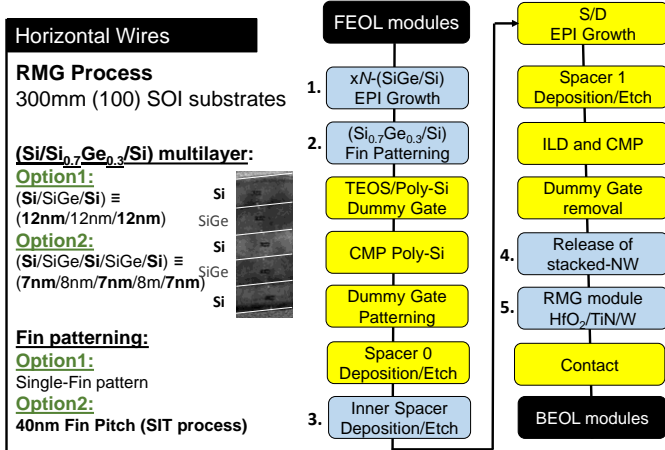 Horizontal Wires
RMG Process
300mm (100) SOI substrates
(Si/Si0.7Ge0.3/Si) multilayer:
Option1:
(Si/SiGe/Si) ≡
(12nm/12nm/12nm)
Option2:
(Si/SiGe/Si/SiGe/Si) ≡
(7nm/8nm/7nm/8m/7nm)
Si
SiGe
Si
SiGe
Si
Fin patterning:
Option1:
Single-Fin pattern
Option2:
40nm Fin Pitch (SIT process)
FEOL modules
1.
xN-(SiGe/Si)
EPI Growth
2.
(Si0.7Ge0.3/Si)
Fin Patterning
TEOS/Poly-Si
Dummy Gate
CMP Poly-Si
Dummy Gate
Patterning
Spacer 0
Deposition/Etch
3.
Inner Spacer
Deposition/Etch
S/D
EPI Growth
Spacer 1
Deposition/Etch
ILD and CMP
Dummy Gate
removal
4.
Release of
stacked-NW
5.
RMG module
HfO2/TiN/W
Contact
BEOL modules